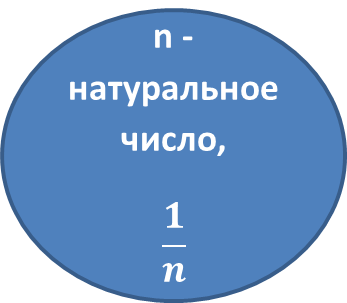 n -
натуральное
число,
1
n